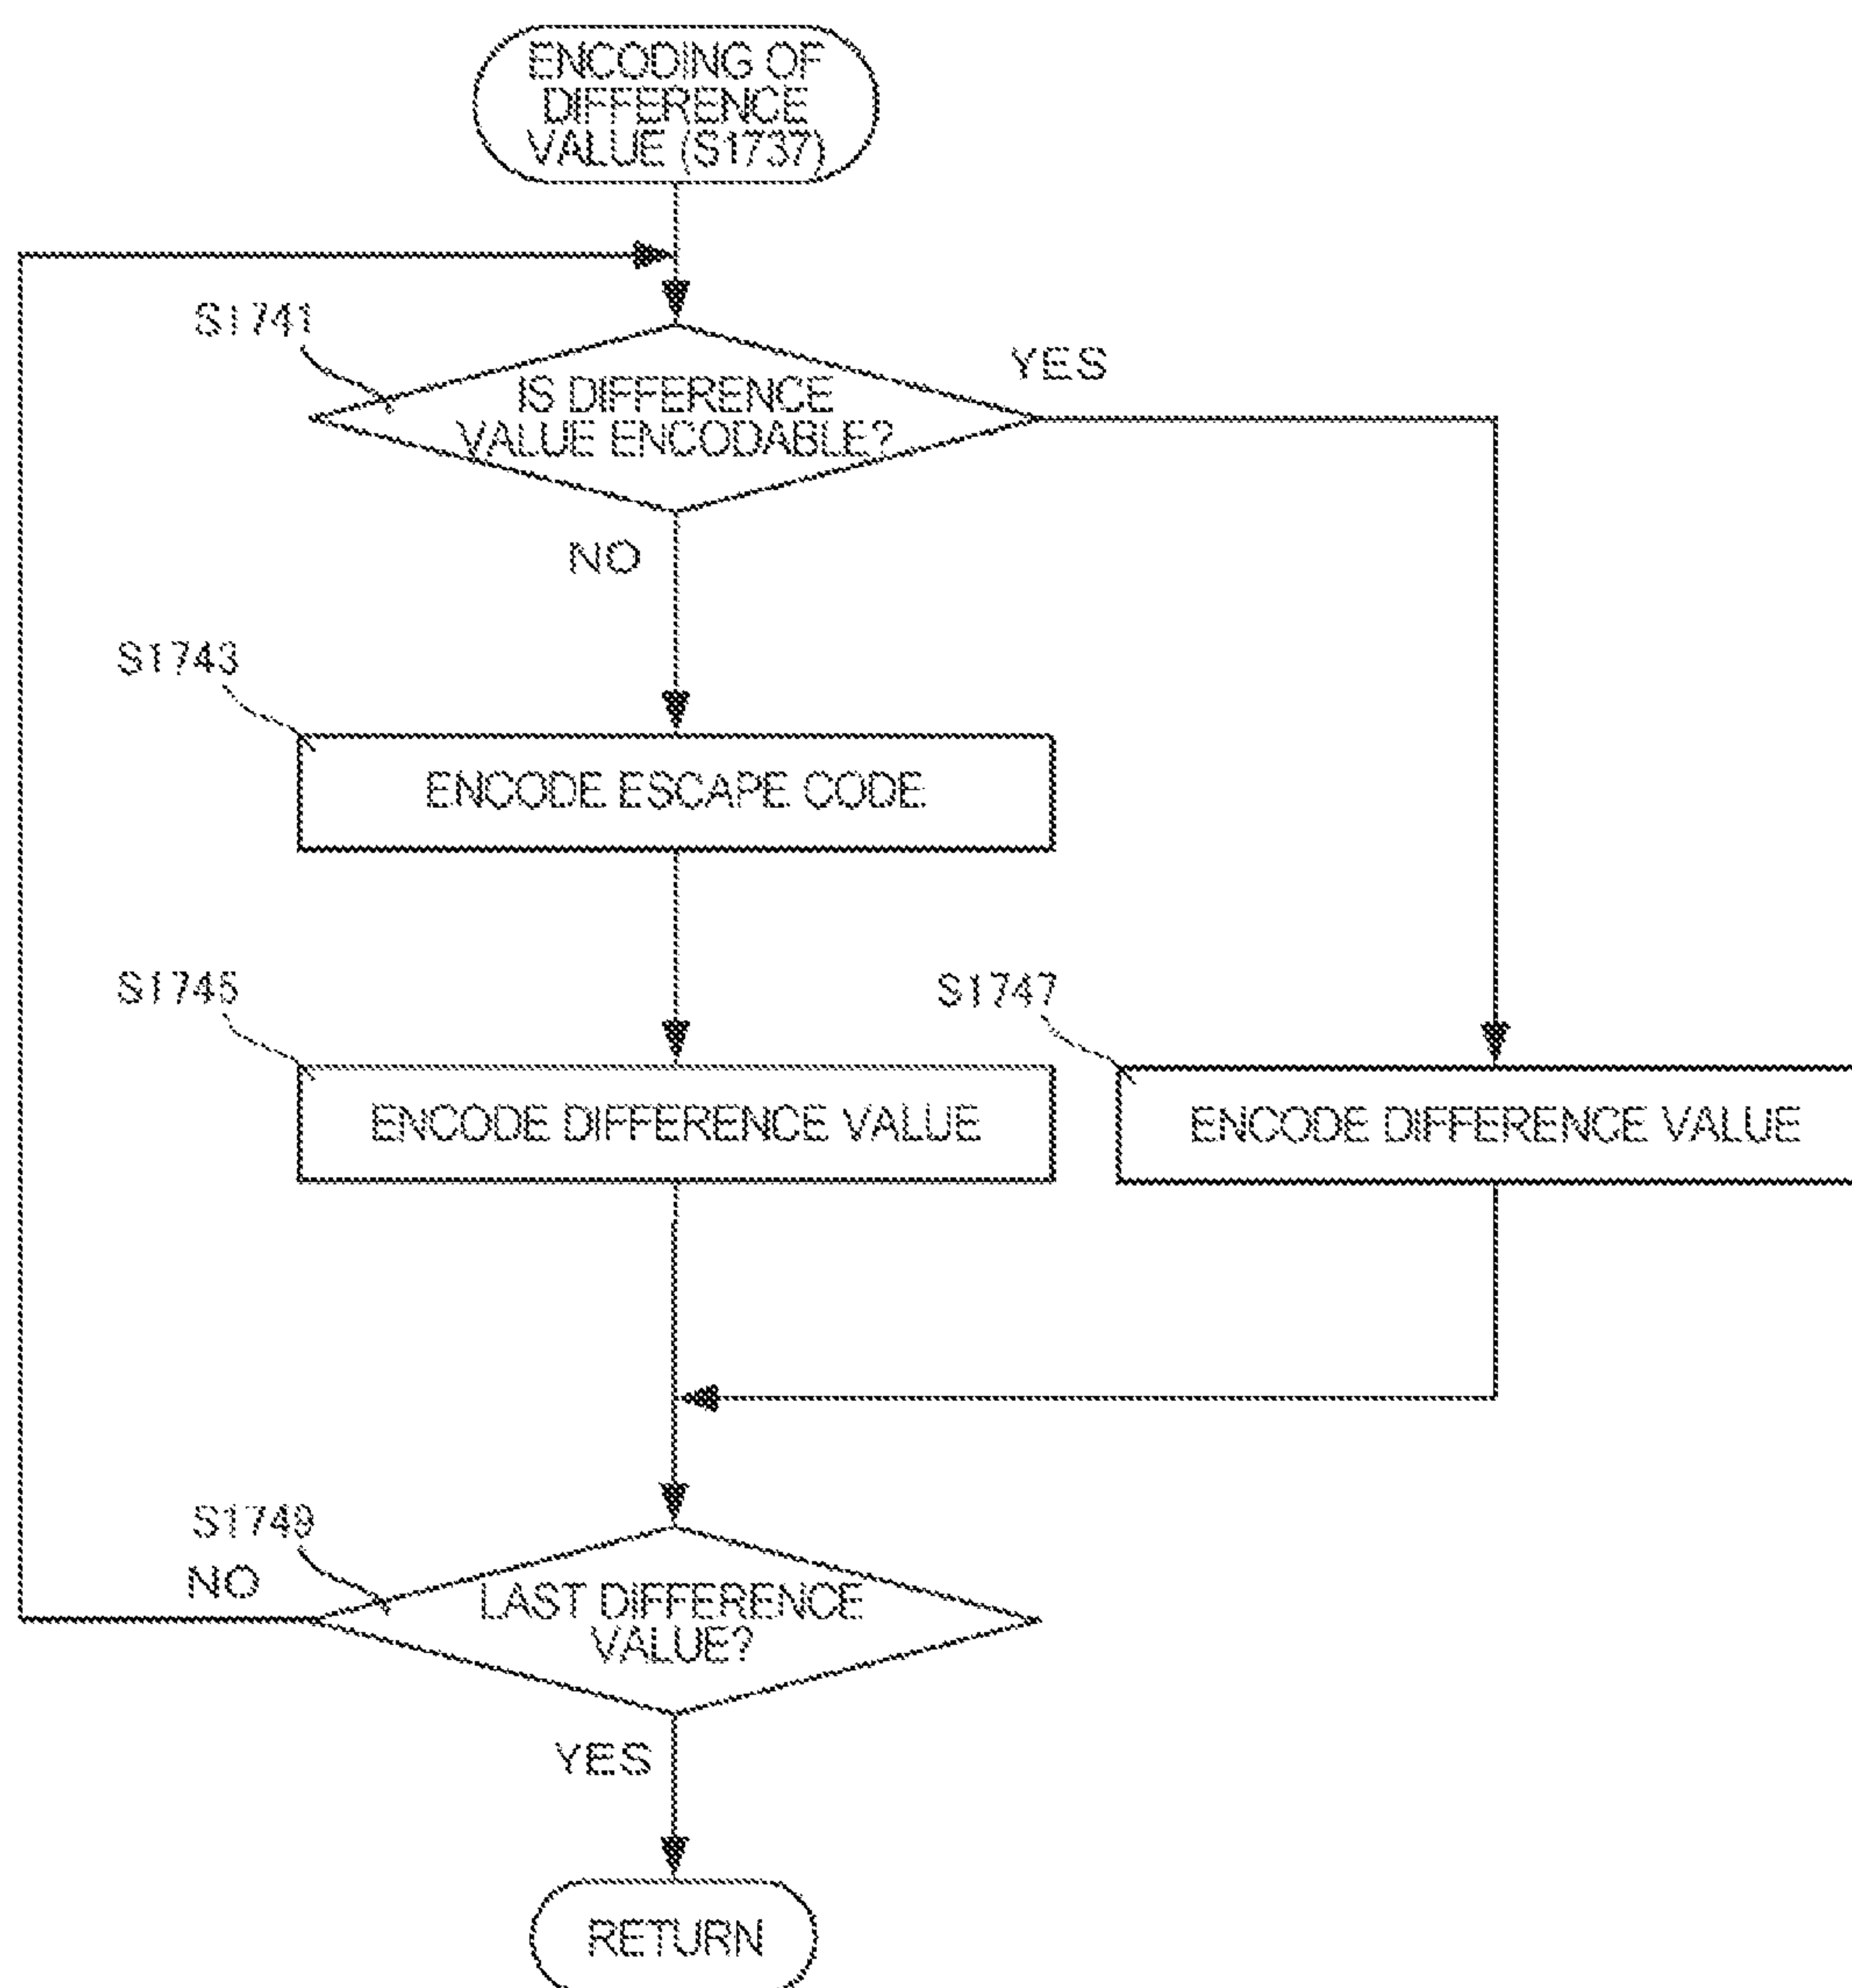 ENCODING OF
DIFFERENCE
VALUE (S1737)
S1741
YES
IS DIFFERENCE
VALUE ENCODABLE?
NO
S1743
ENCODE ESCAPE CODE
S1745
S1747
ENCODE DIFFERENCE VALUE
ENCODE DIFFERENCE VALUE
S1749
NO
LAST DIFFERENCE
VALUE?
YES
RETURN